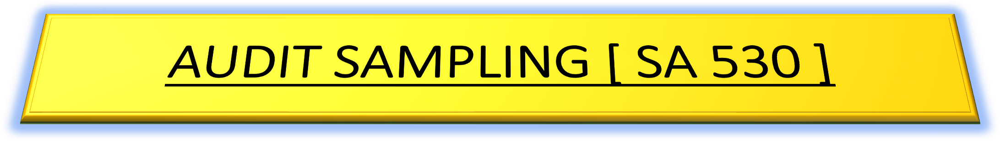 AUDIT SAMPLING [ SA 530 ]